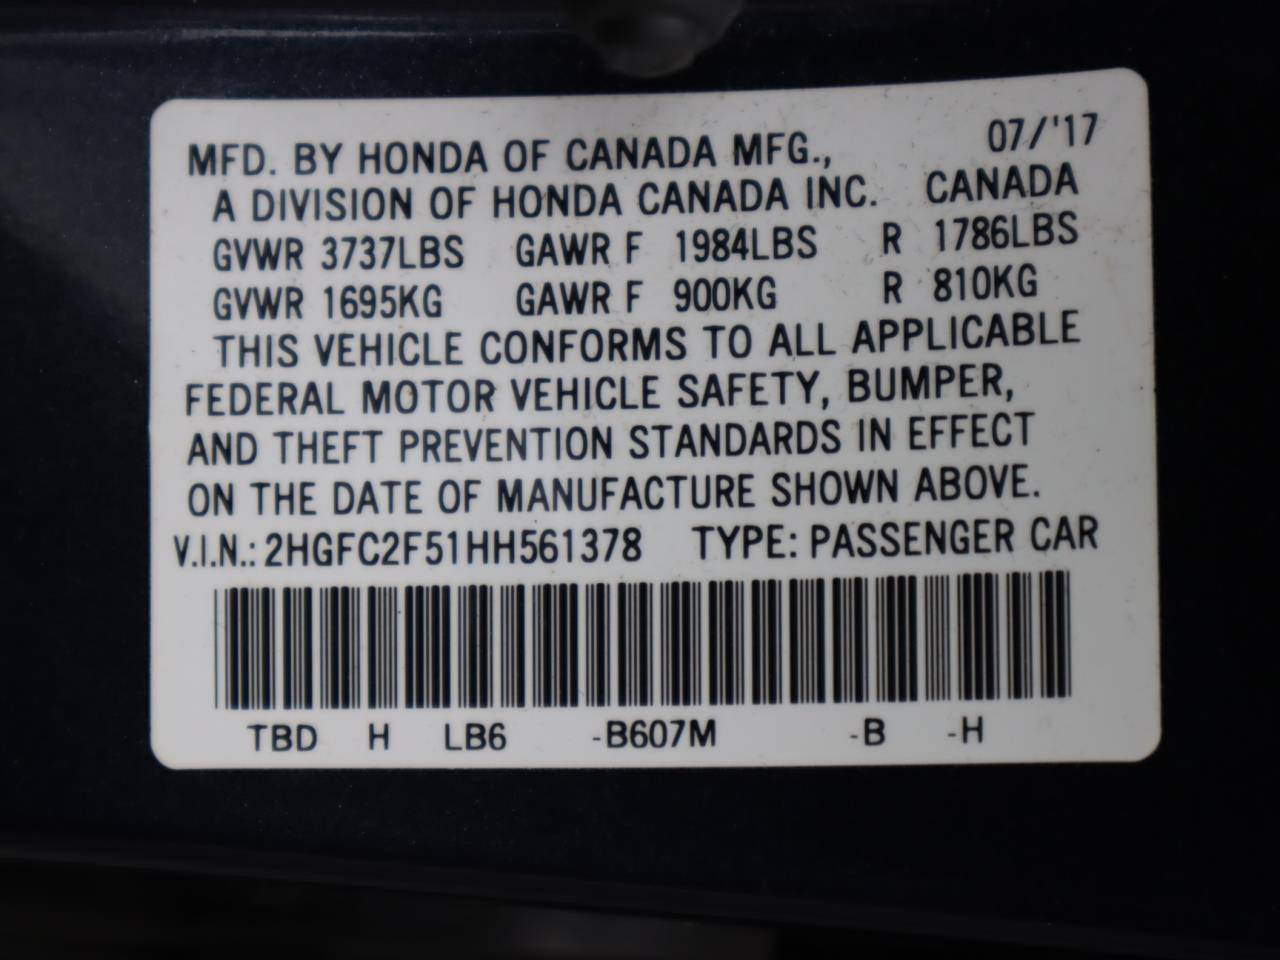 07/'17
MFD. BY HONDA OF CANADA MFG.,
A DIVISION OF HONDA CANADA INC. CANADA
GVWR 3737LBS GAWR F 1984LBS R 1786LBS
GVWR 1695KG GAWR F 900KG R 810KG
THIS VEHICLE CONFORMS TO ALL APPLICABLE
FEDERAL MOTOR VEHICLE SAFETY, BUMPER,
AND THEFT PREVENTION STANDARDS IN EFFECT
ON THE DATE OF MANUFACTURE SHOWN ABOVE.
V.I.N.: 2HGFC2F51HH561378 TYPE: PASSENGER CAR
TBD H LB6 -B607M -B -H